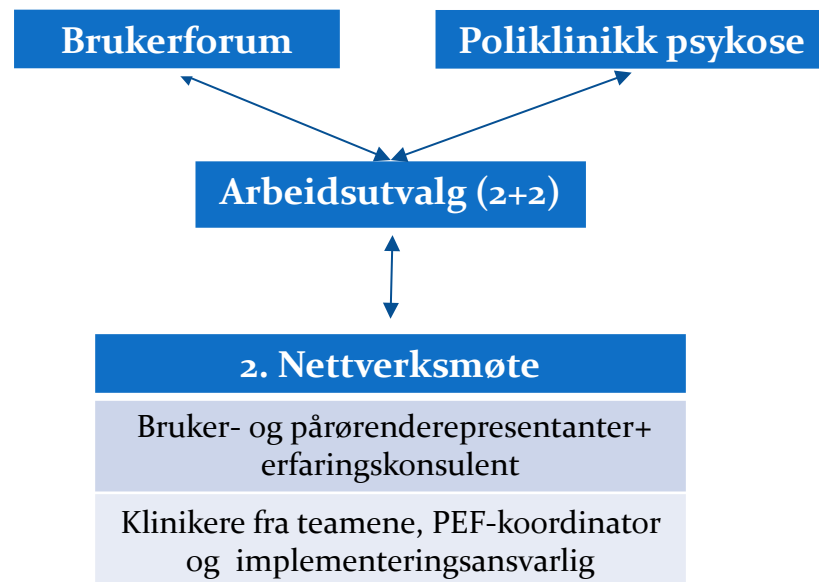 Brukerforum
Poliklinikk psykose
Arbeidsutvalg (2+2)
2. Nettverksmøte
Bruker- og pårørenderepresentanter+
erfaringskonsulent
Klinikere fra teamene, PEF-koordinator
og implementeringsansvarlig